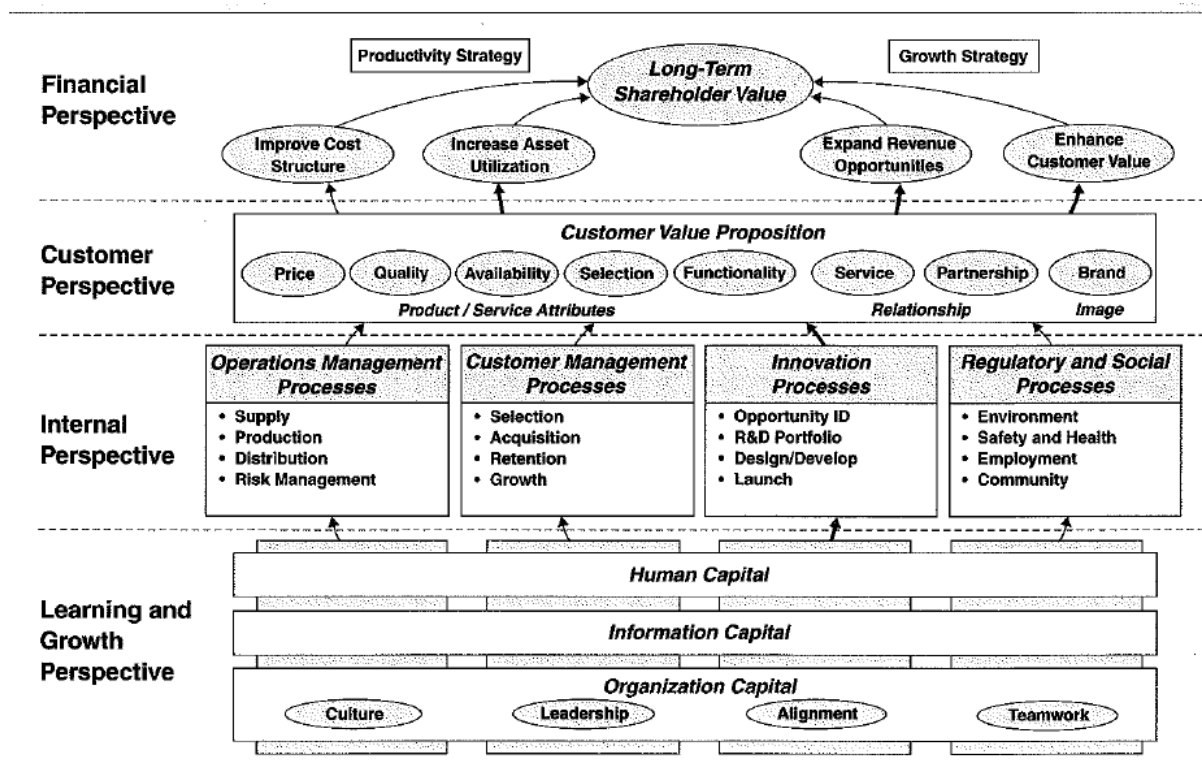 Financial
Perspective
Productivity Strategy
Growth Strategy
Long-Term
Shareholder Value
Improve Cost
Structure
Increase Asset
Utilization
Expand Revenue
Opportunities
Enhance
Customer Value
Customer
Perspective
Customer Value Proposition
Price
Quality
Availability
Selection
Functionality
Service
Partnership
Brand
Product / Service Attributes
Relationship
Image
Internal
Perspective
Operations Management
Processes
• Supply
• Production
• Distribution
• Risk Management
Customer Management
Processes
• Selection
• Acquisition
• Retention
• Growth
Innovation
Processes
• Opportunity ID
• R&D Portfolio
• Design/Develop
• Launch
Regulatory and Social
Processes
• Environment
• Safety and Health
• Employment
• Community
Learning and
Growth
Perspective
Human Capital
Information Capital
Organization Capital
Culture
Leadership
Alignment
Teamwork